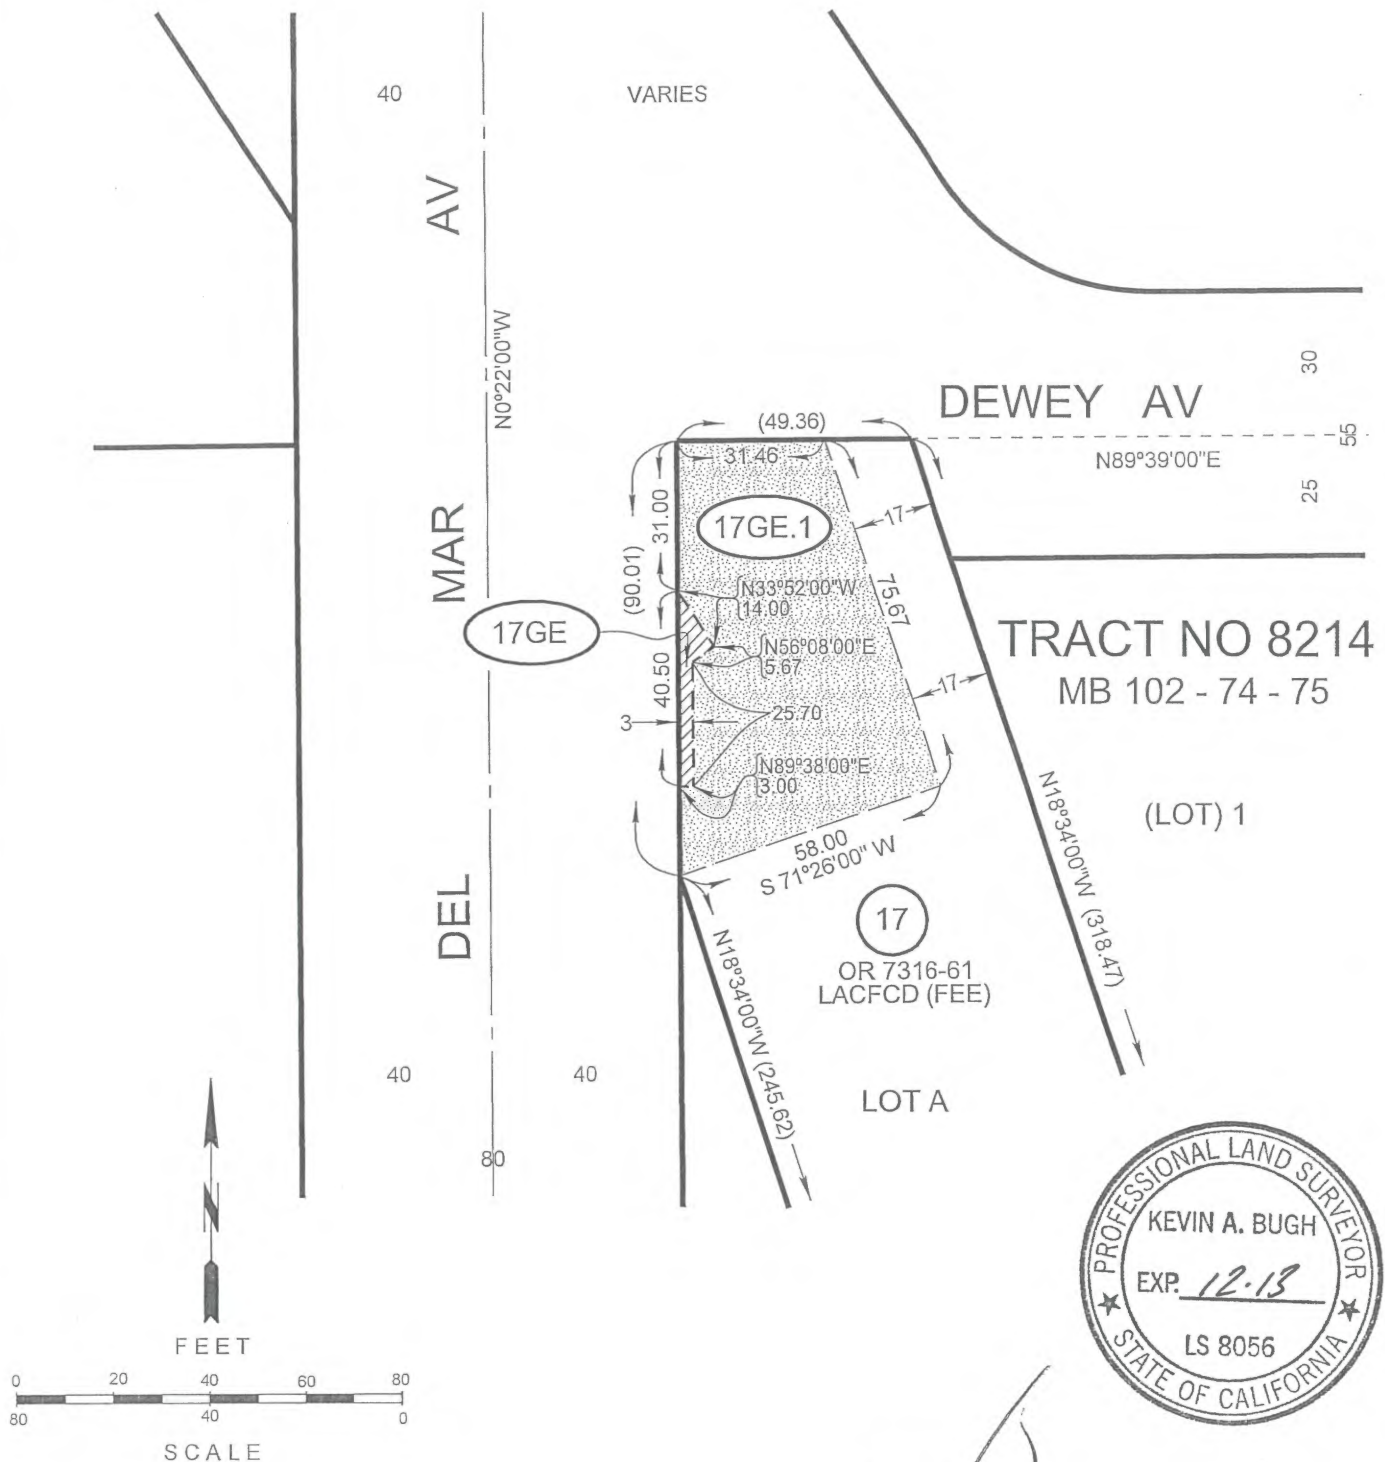 40
VARIES
DEL MAR AV
N0°22'00"W
DEWEY AV
30
55
N89°39'00"E
25
(49.36)
31.46
31.00
(90.01)
17GE.1
17
N33°52'00"W
14.00
75.67
17GE
N56°08'00"E
5.67
40.50
17
3
25.70
N89°38'00"E
3.00
TRACT NO 8214
MB 102 - 74 - 75
(LOT) 1
58.00
S 71°26'00" W
N18°34'00"W (318.47)
17
OR 7316-61
LACFCD (FEE)
N18°34'00"W (245.62)
LOT A
40
40
80
N
FEET
0 20 40 60 80
80 40 0
SCALE
PROFESSIONAL LAND SURVEYOR
KEVIN A. BUGH
EXP. 12·13
LS 8056
STATE OF CALIFORNIA